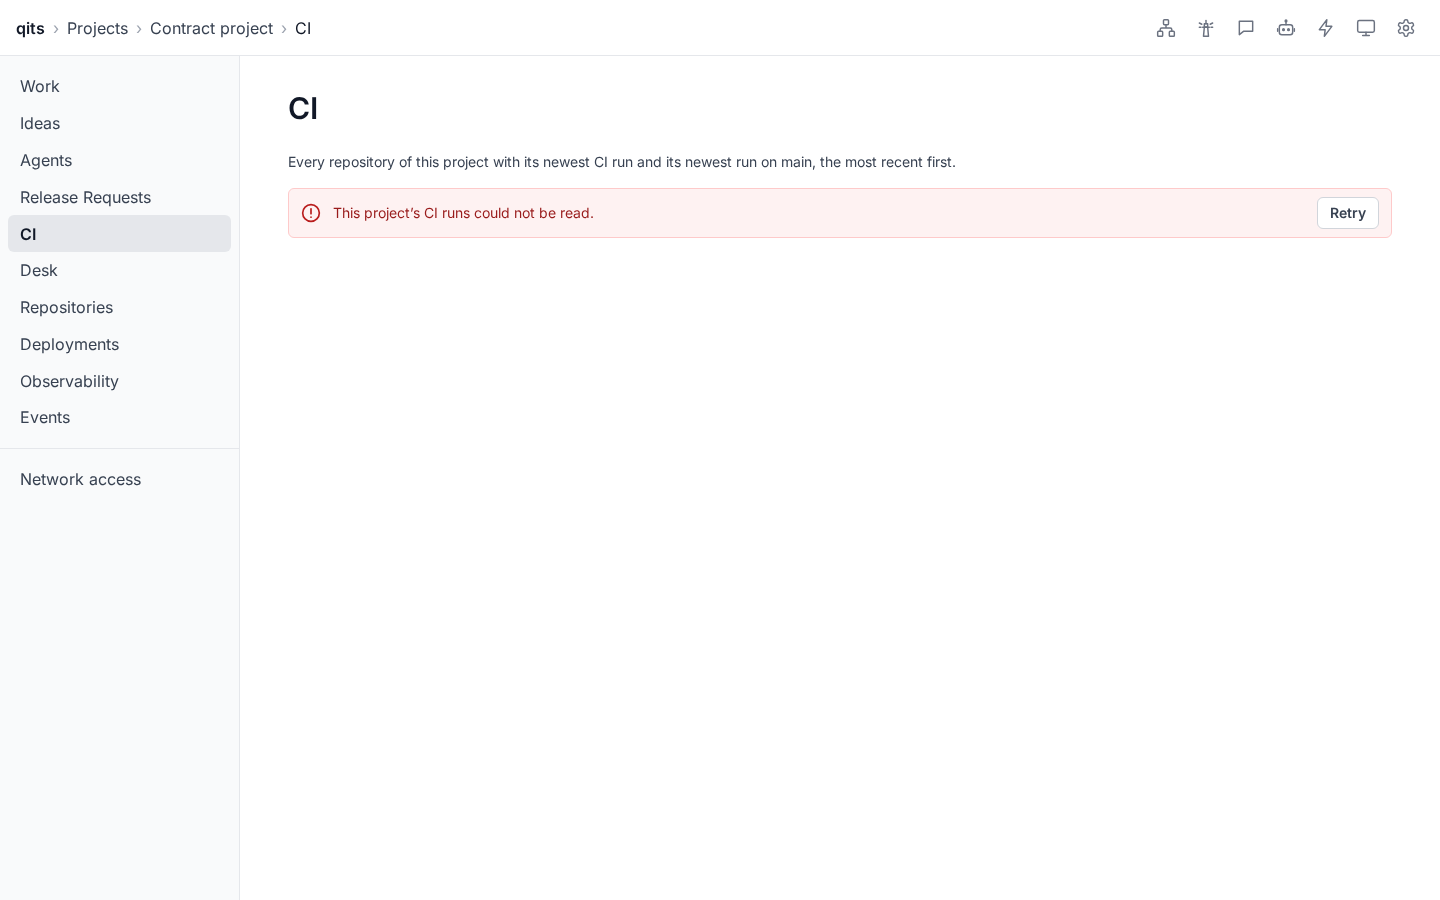 qits › Projects › Contract project › CI
Work
Ideas
Agents
Release Requests
CI
Desk
Repositories
Deployments
Observability
Events
Network access
CI
Every repository of this project with its newest CI run and its newest run on main, the most recent first.
This project’s CI runs could not be read.
Retry